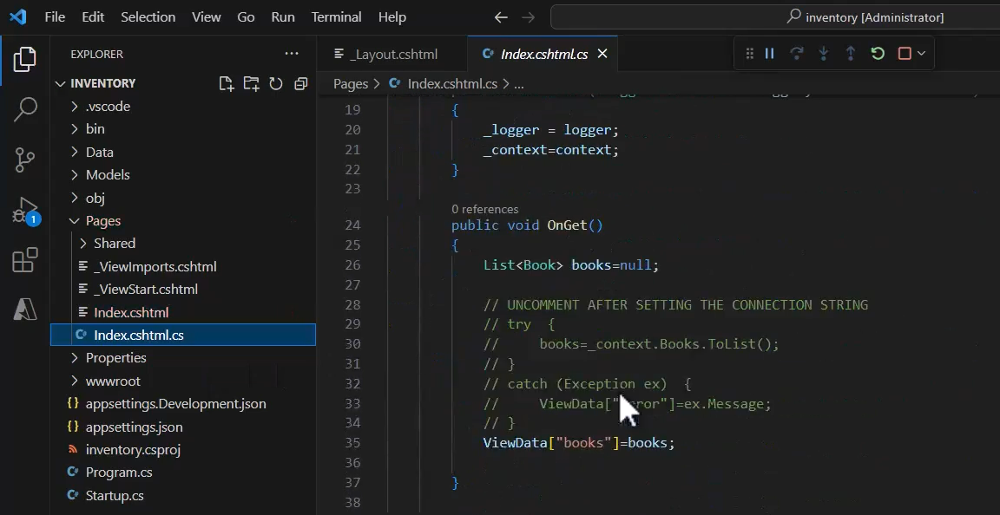 File Edit Selection View Go Run Terminal Help
inventory [Administrator]
EXPLORER
_Layout.cshtml
Index.cshtml.cs
INVENTORY
Pages > Index.cshtml.cs > ...
.vscode
bin
Data
Models
obj
Pages
Shared
_ViewImports.cshtml
_ViewStart.cshtml
Index.cshtml
Index.cshtml.cs
Properties
wwwroot
appsettings.Development.json
appsettings.json
inventory.csproj
Program.cs
Startup.cs
1
19 {
20 _logger = logger;
21 _context=context;
22 }
23
0 references
24 public void OnGet()
25 {
26 List<Book> books=null;
27
28 // UNCOMMENT AFTER SETTING THE CONNECTION STRING
29 // try {
30 // books=_context.Books.ToList();
31 // }
32 // catch (Exception ex) {
33 // ViewData["error"]=ex.Message;
34 // }
35 ViewData["books"]=books;
36
37 }
38